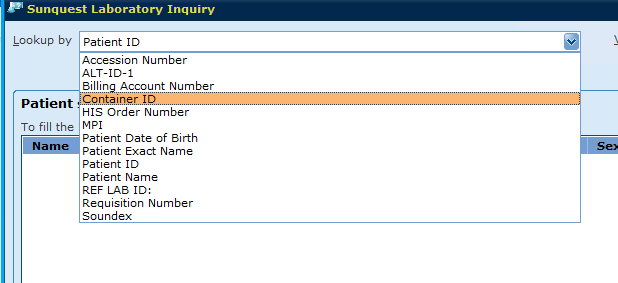 Sunquest Laboratory Inquiry
Lookup by Patient ID
Accession Number
ALT-ID-1
Billing Account Number
Container ID
HIS Order Number
MPI
Patient Date of Birth
Patient Exact Name
Patient ID
Patient Name
REF LAB ID:
Requisition Number
Soundex
Patient
To fill the
Name Sex